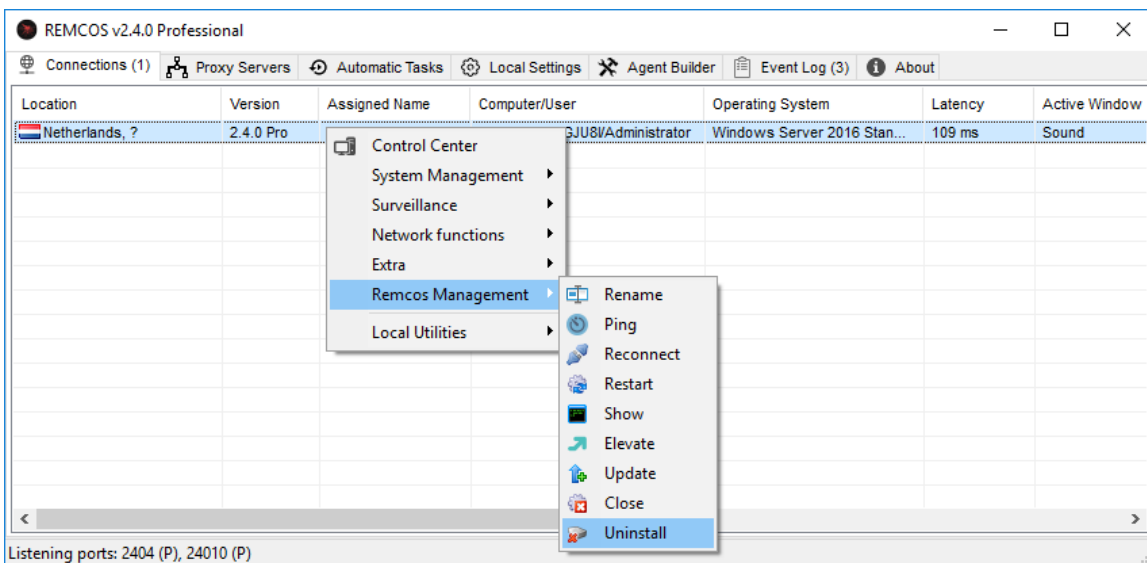 REMCOS v2.4.0 Professional
Connections (1) Proxy Servers Automatic Tasks Local Settings Agent Builder Event Log (3) About
Location Version Assigned Name Computer/User Operating System Latency Active Window
Netherlands, ? 2.4.0 Pro GJU8I/Administrator Windows Server 2016 Stan... 109 ms Sound
Control Center
System Management
Surveillance
Network functions
Extra
Remcos Management
Local Utilities
Rename
Ping
Reconnect
Restart
Show
Elevate
Update
Close
Uninstall
Listening ports: 2404 (P), 24010 (P)